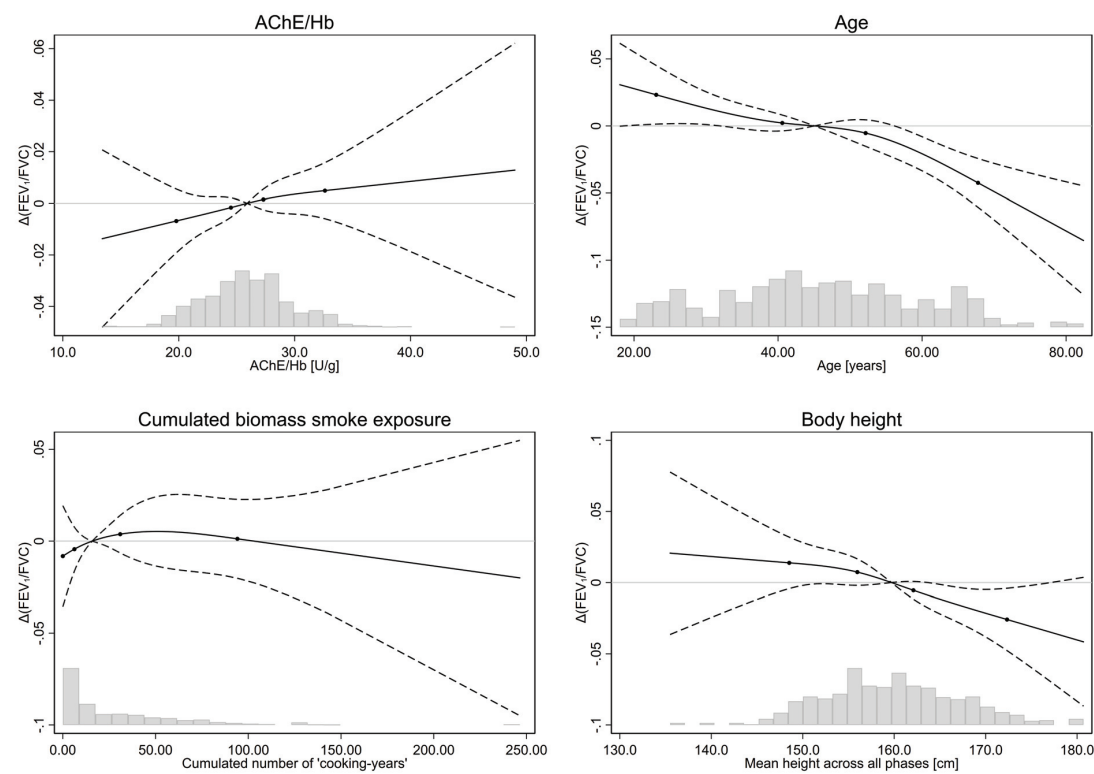 AChE/Hb
Δ(FEV₁/FVC)
.06
.04
.02
0
-.02
-.04
10.0 20.0 30.0 40.0 50.0
AChE/Hb [U/g]
Age
Δ(FEV₁/FVC)
.05
0
-.05
-.1
-.15
20.00 40.00 60.00 80.00
Age [years]
Cumulated biomass smoke exposure
Δ(FEV₁/FVC)
.05
0
-.05
-.1
0.00 50.00 100.00 150.00 200.00 250.00
Cumulated number of 'cooking-years'
Body height
Δ(FEV₁/FVC)
.1
.05
0
-.05
-.1
130.0 140.0 150.0 160.0 170.0 180.0
Mean height across all phases [cm]